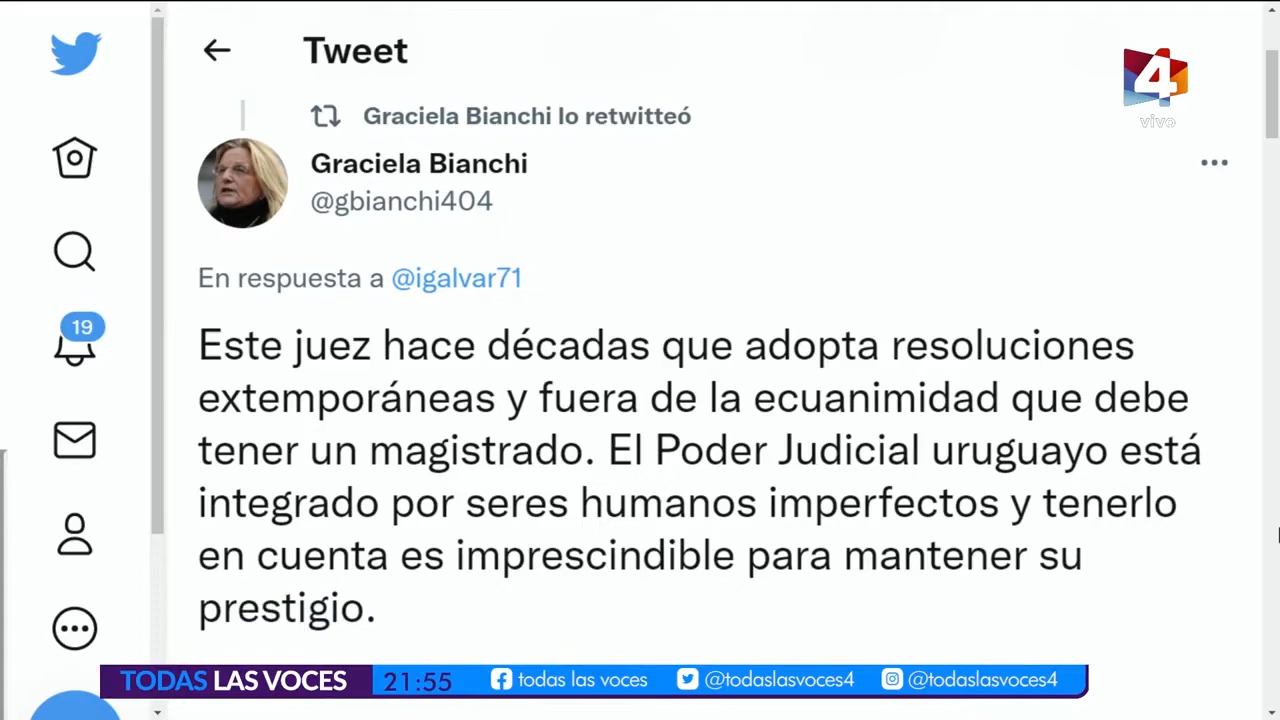 Tweet
4
vivo
Graciela Bianchi lo retwitteó
Graciela Bianchi
@gbianchi404
En respuesta a @igalvar71
19
Este juez hace décadas que adopta resoluciones
extemporáneas y fuera de la ecuanimidad que debe
tener un magistrado. El Poder Judicial uruguayo está
integrado por seres humanos imperfectos y tenerlo
en cuenta es imprescindible para mantener su
prestigio.
TODAS LAS VOCES 21:55 todas las voces @todaslasvoces4 @todaslasvoces4